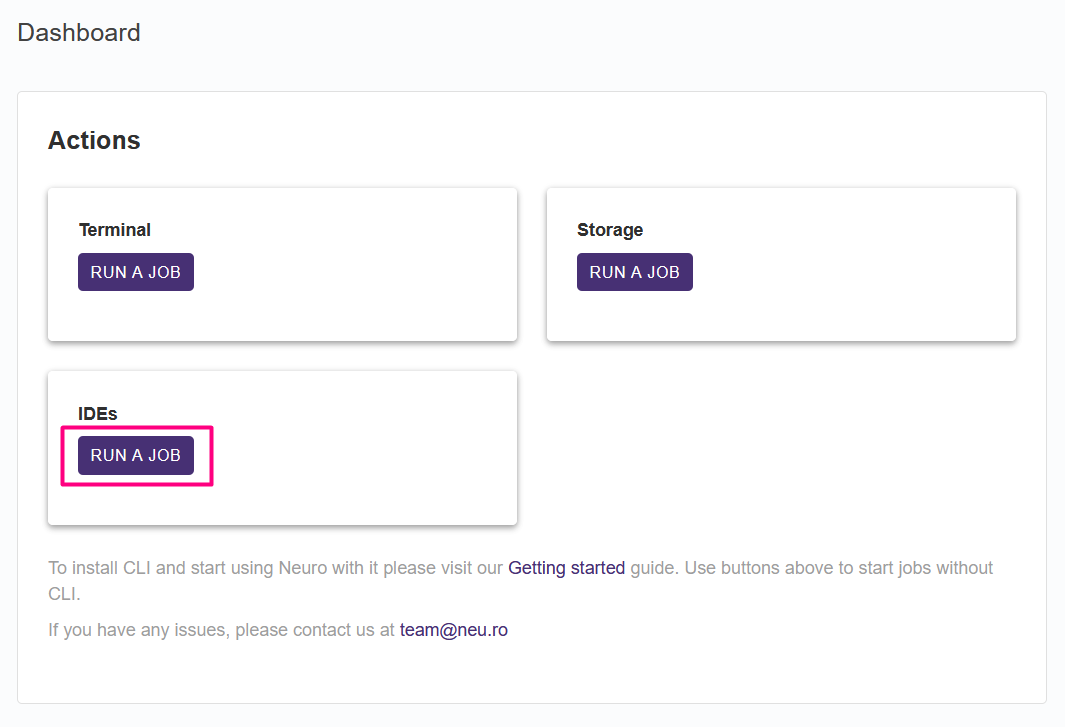 Dashboard
Actions
Terminal
RUN A JOB
Storage
RUN A JOB
IDEs
RUN A JOB
To install CLI and start using Neuro with it please visit our Getting started guide. Use buttons above to start jobs without
CLI.
If you have any issues, please contact us at team@neu.ro